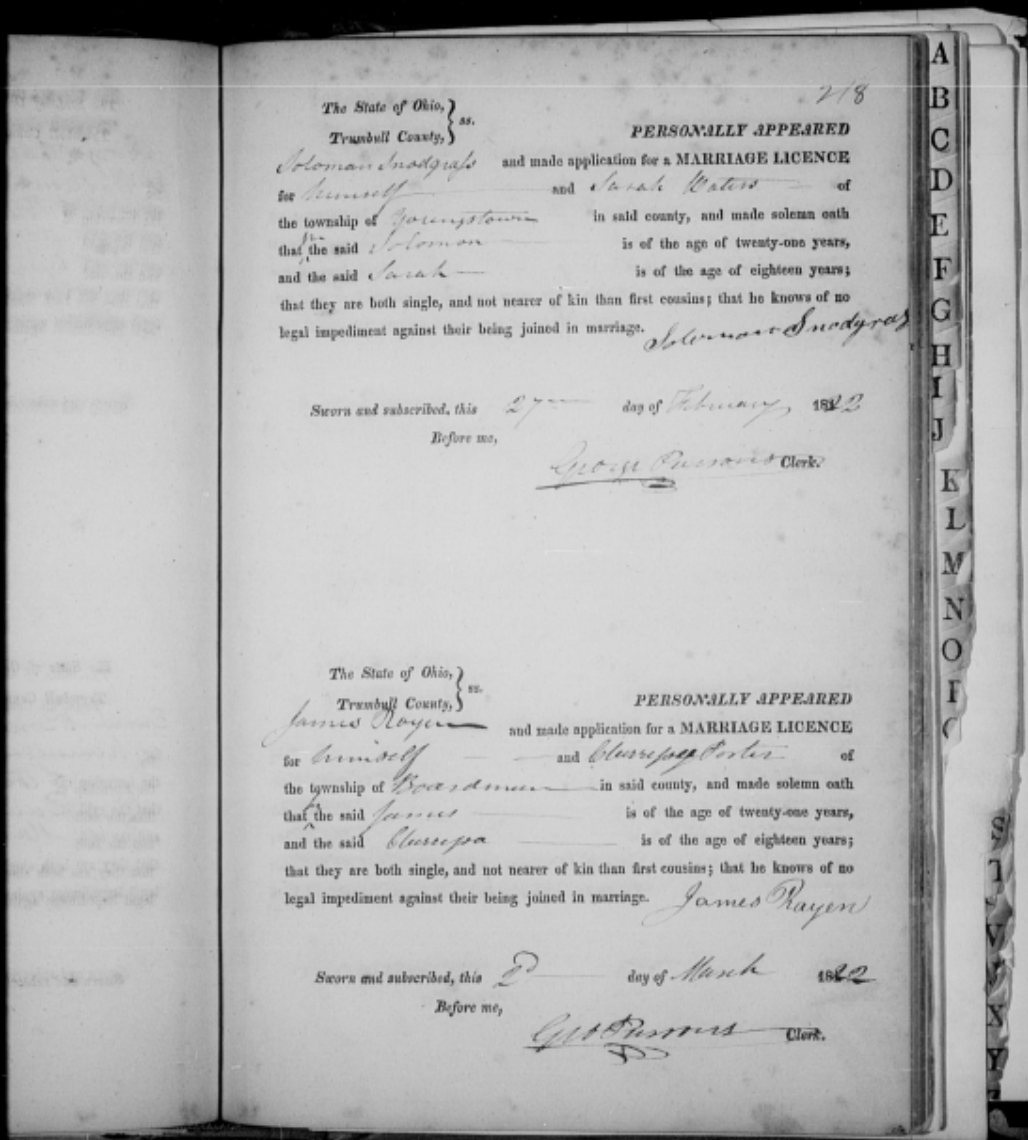 218
The State of Ohio, } ss.
Trumbull County,
PERSONALLY APPEARED
Soloman Snodgrass and made application for a MARRIAGE LICENCE
for himself and Sarah Waters of
the township of Youngstown in said county, and made solemn oath
that the said Solomon is of the age of twenty-one years,
and the said Sarah is of the age of eighteen years;
that they are both single, and not nearer of kin than first cousins; that he knows of no
legal impediment against their being joined in marriage. Solomon Snodgrass
Sworn and subscribed, this 27 day of February 1822
Before me,
George Parsons Clerk.
The State of Ohio, } ss.
Trumbull County,
PERSONALLY APPEARED
James Rayen and made application for a MARRIAGE LICENCE
for himself and Porter of
the township of Boardman in said county, and made solemn oath
that the said James is of the age of twenty-one years,
and the said is of the age of eighteen years;
that they are both single, and not nearer of kin than first cousins; that he knows of no
legal impediment against their being joined in marriage. James Rayen
Sworn and subscribed, this 2d day of March 1822
Before me,
Geo Parsons Clerk.
A
B
C
D
E
F
G
H
I
J
K
L
M
N
O
P
S
T
V
X
Y